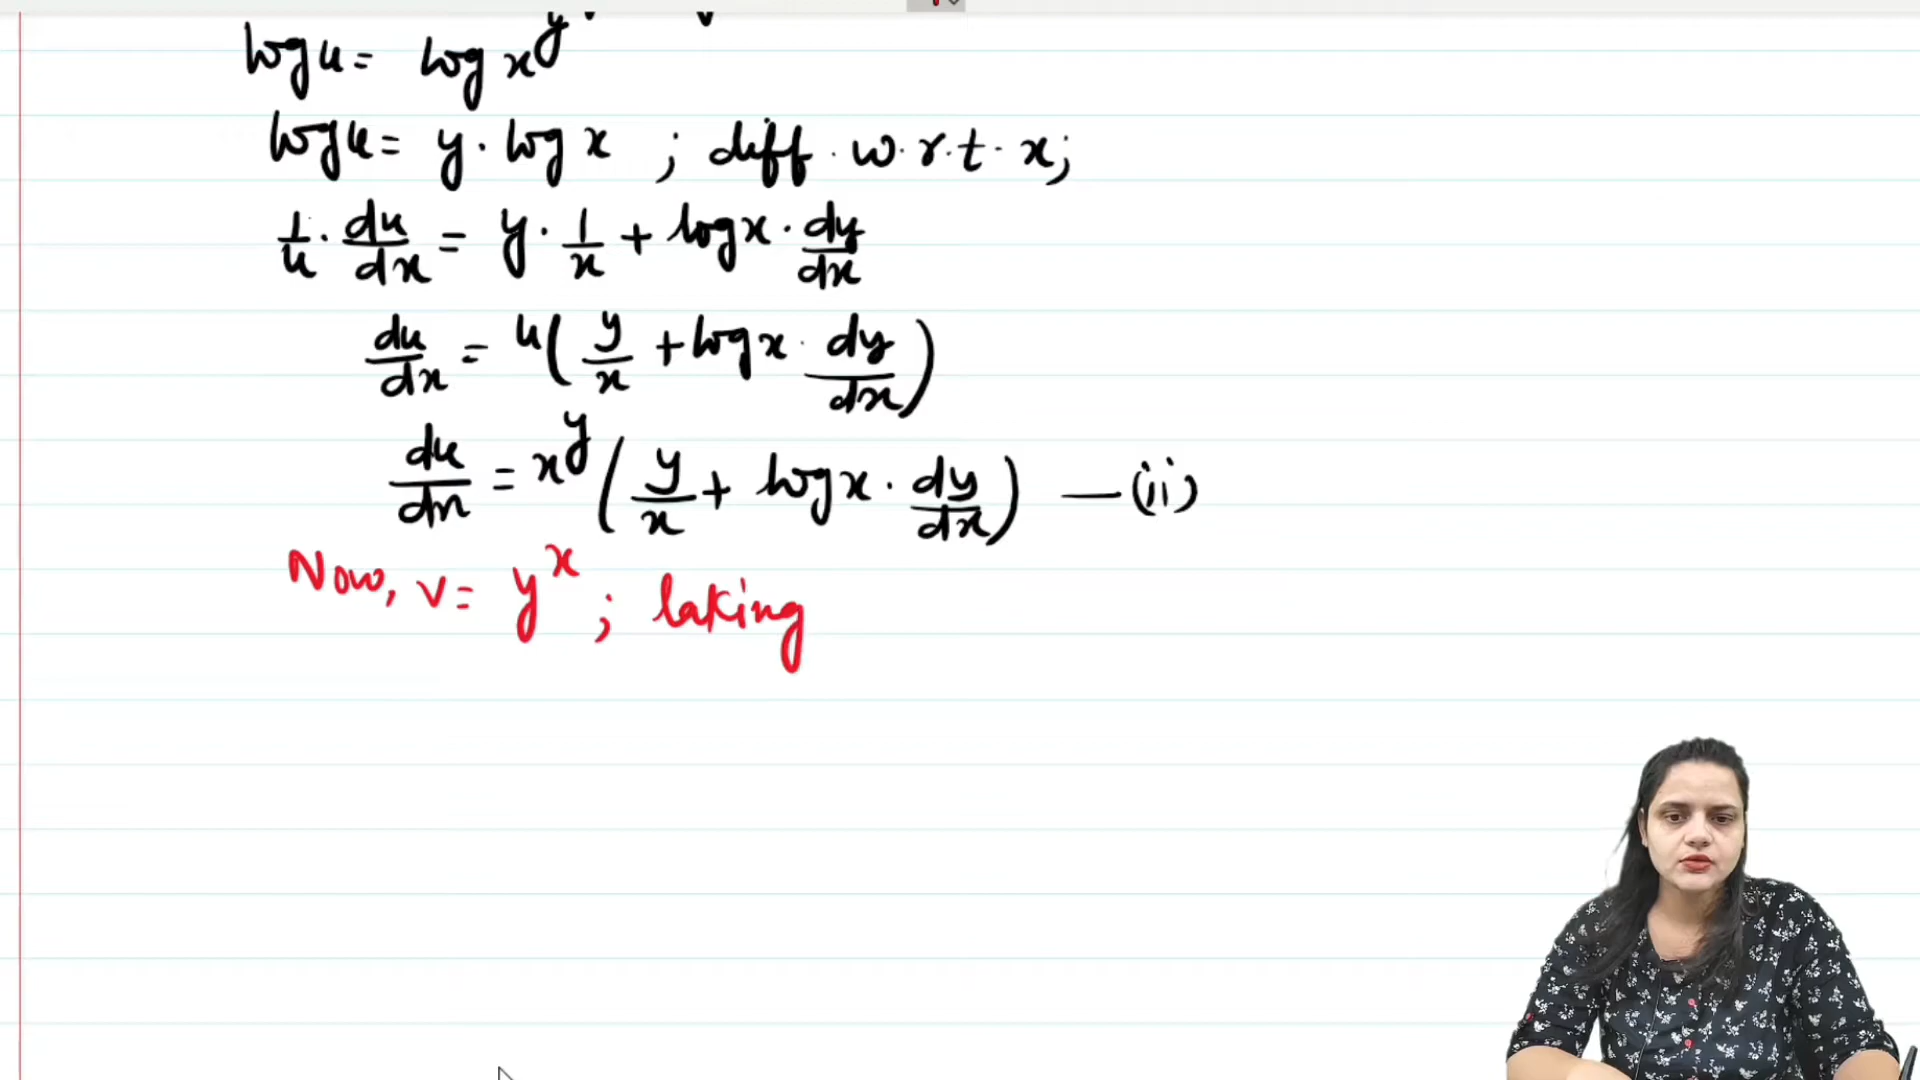 log u = log x^y
log u = y · log x ; diff · w·r·t· x;
1/u · du/dx = y · 1/x + log x · dy/dx
du/dx = u( y/x + log x · dy/dx )
du/dx = x^y ( y/x + log x · dy/dx ) — (ii)
Now, v = y^x ; taking